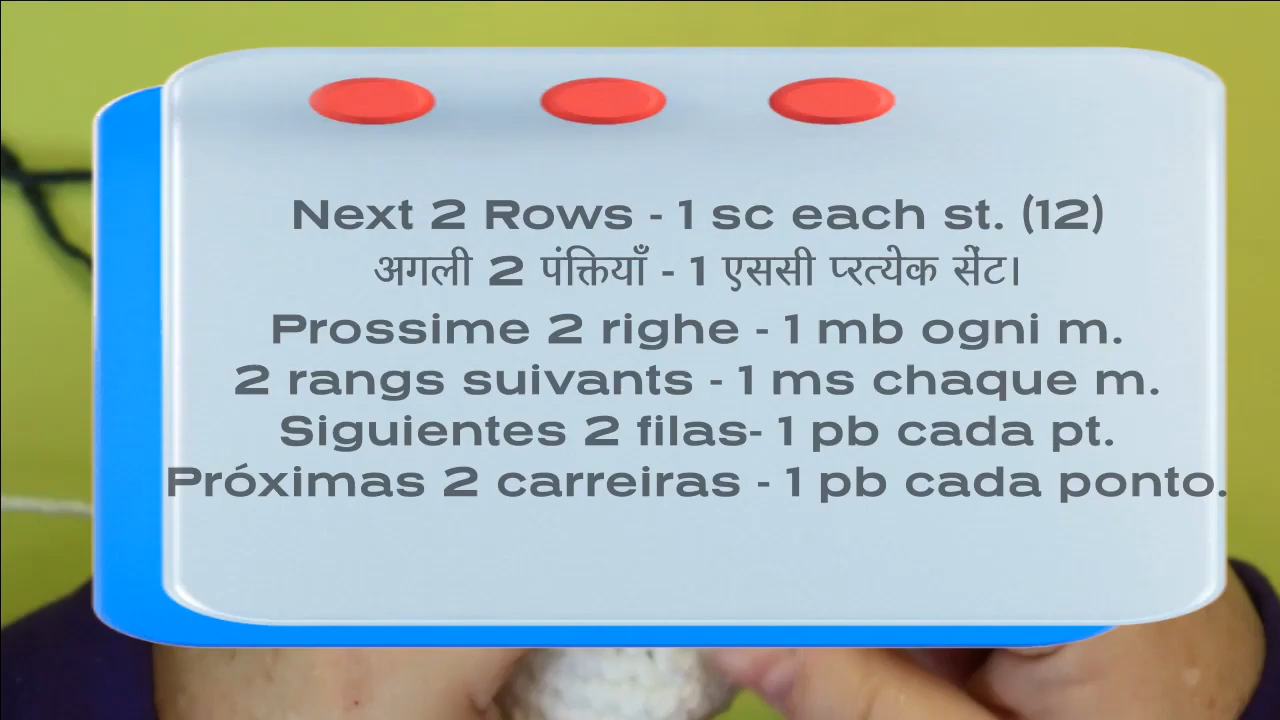 Next 2 Rows - 1 sc each st. (12)
अगली 2 पंक्तियाँ - 1 एससी प्रत्येक सेंट।
Prossime 2 righe - 1 mb ogni m.
2 rangs suivants - 1 ms chaque m.
Siguientes 2 filas- 1 pb cada pt.
Próximas 2 carreiras - 1 pb cada ponto.